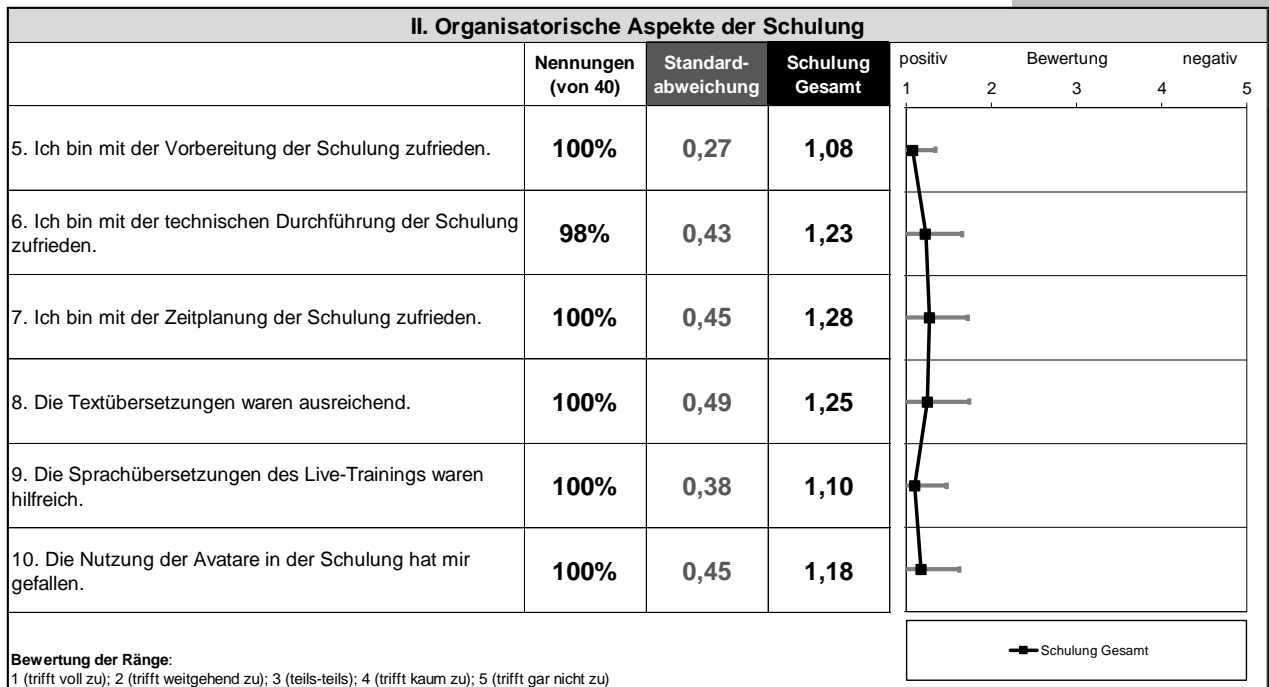 II. Organisatorische Aspekte der Schulung
Nennungen
(von 40)
Standard-
abweichung
Schulung
Gesamt
positiv Bewertung negativ
1 2 3 4 5
5. Ich bin mit der Vorbereitung der Schulung zufrieden. 100% 0,27 1,08
6. Ich bin mit der technischen Durchführung der Schulung
zufrieden. 98% 0,43 1,23
7. Ich bin mit der Zeitplanung der Schulung zufrieden. 100% 0,45 1,28
8. Die Textübersetzungen waren ausreichend. 100% 0,49 1,25
9. Die Sprachübersetzungen des Live-Trainings waren
hilfreich. 100% 0,38 1,10
10. Die Nutzung der Avatare in der Schulung hat mir
gefallen. 100% 0,45 1,18
Schulung Gesamt
Bewertung der Ränge:
1 (trifft voll zu); 2 (trifft weitgehend zu); 3 (teils-teils); 4 (trifft kaum zu); 5 (trifft gar nicht zu)